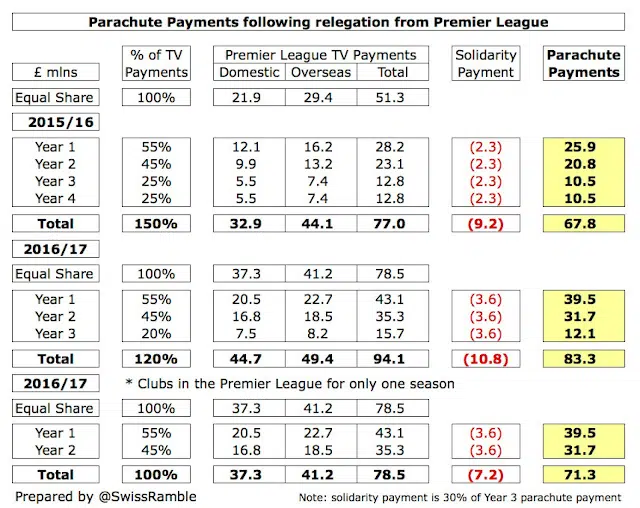 Parachute Payments following relegation from Premier League
% of TV Premier League TV Payments Solidarity Parachute
£ mlns Payments Domestic Overseas Total Payment Payments
Equal Share 100% 21.9 29.4 51.3
2015/16
Year 1 55% 12.1 16.2 28.2 (2.3) 25.9
Year 2 45% 9.9 13.2 23.1 (2.3) 20.8
Year 3 25% 5.5 7.4 12.8 (2.3) 10.5
Year 4 25% 5.5 7.4 12.8 (2.3) 10.5
Total 150% 32.9 44.1 77.0 (9.2) 67.8
2016/17
Equal Share 100% 37.3 41.2 78.5
Year 1 55% 20.5 22.7 43.1 (3.6) 39.5
Year 2 45% 16.8 18.5 35.3 (3.6) 31.7
Year 3 20% 7.5 8.2 15.7 (3.6) 12.1
Total 120% 44.7 49.4 94.1 (10.8) 83.3
2016/17 * Clubs in the Premier League for only one season
Equal Share 100% 37.3 41.2 78.5
Year 1 55% 20.5 22.7 43.1 (3.6) 39.5
Year 2 45% 16.8 18.5 35.3 (3.6) 31.7
Total 100% 37.3 41.2 78.5 (7.2) 71.3
Prepared by @SwissRamble Note: solidarity payment is 30% of Year 3 parachute payment